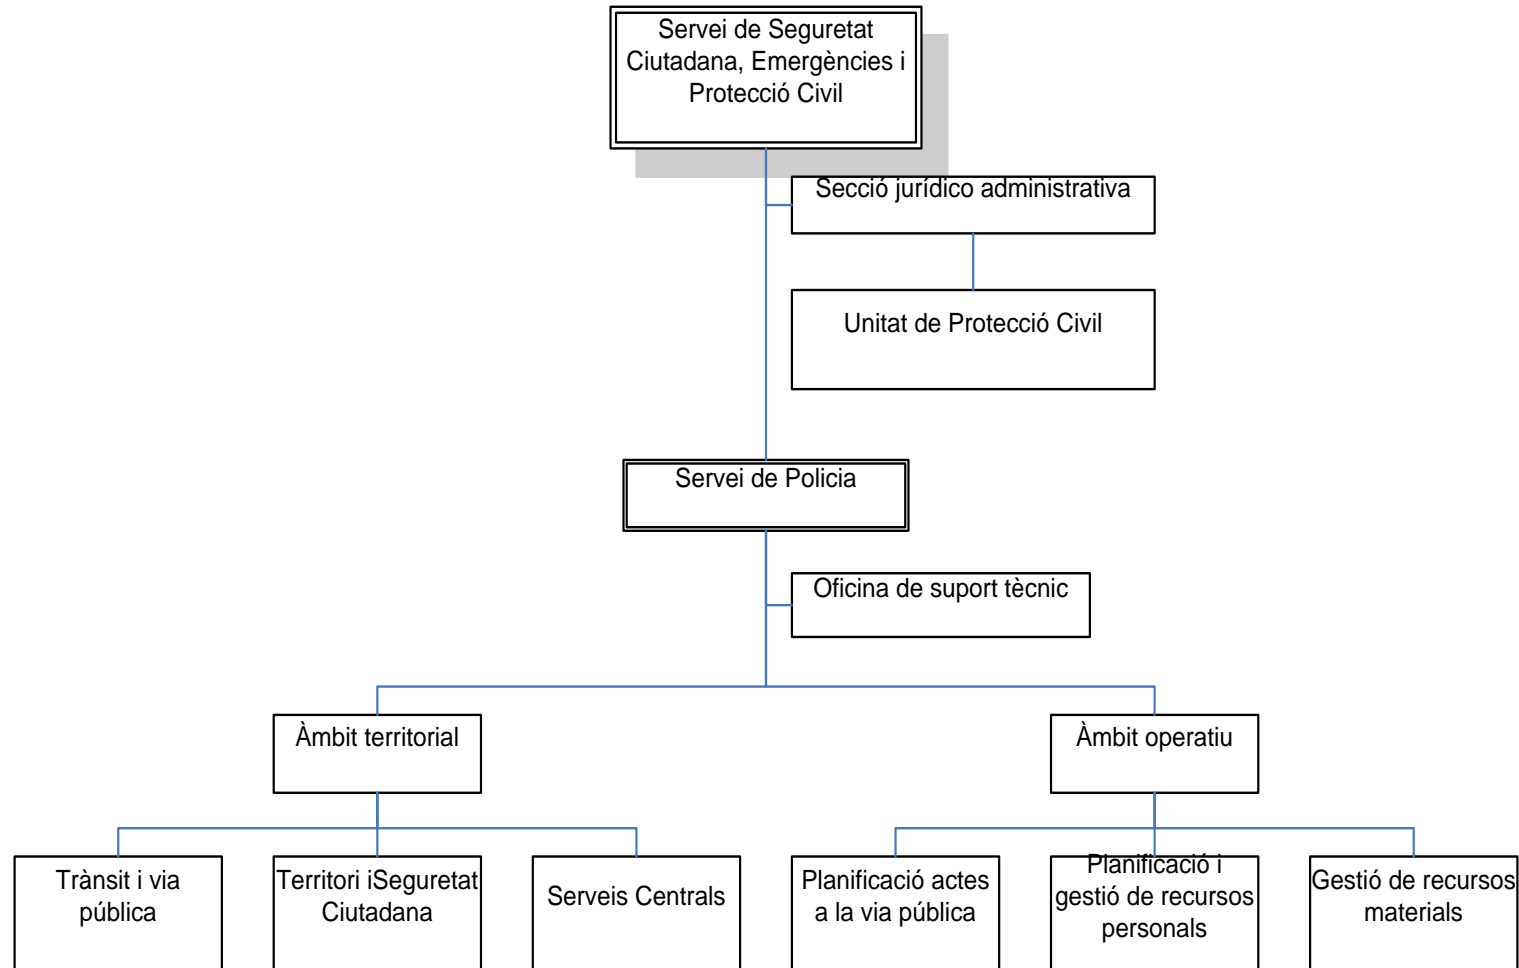 Servei de Seguretat
Ciutadana, Emergències i
Protecció Civil
Secció jurídico administrativa
Unitat de Protecció Civil
Servei de Policia
Oficina de suport tècnic
Àmbit territorial
Àmbit operatiu
Trànsit i via
pública
Territori iSeguretat
Ciutadana
Serveis Centrals
Planificació actes
a la via pública
Planificació i
gestió de recursos
personals
Gestió de recursos
materials